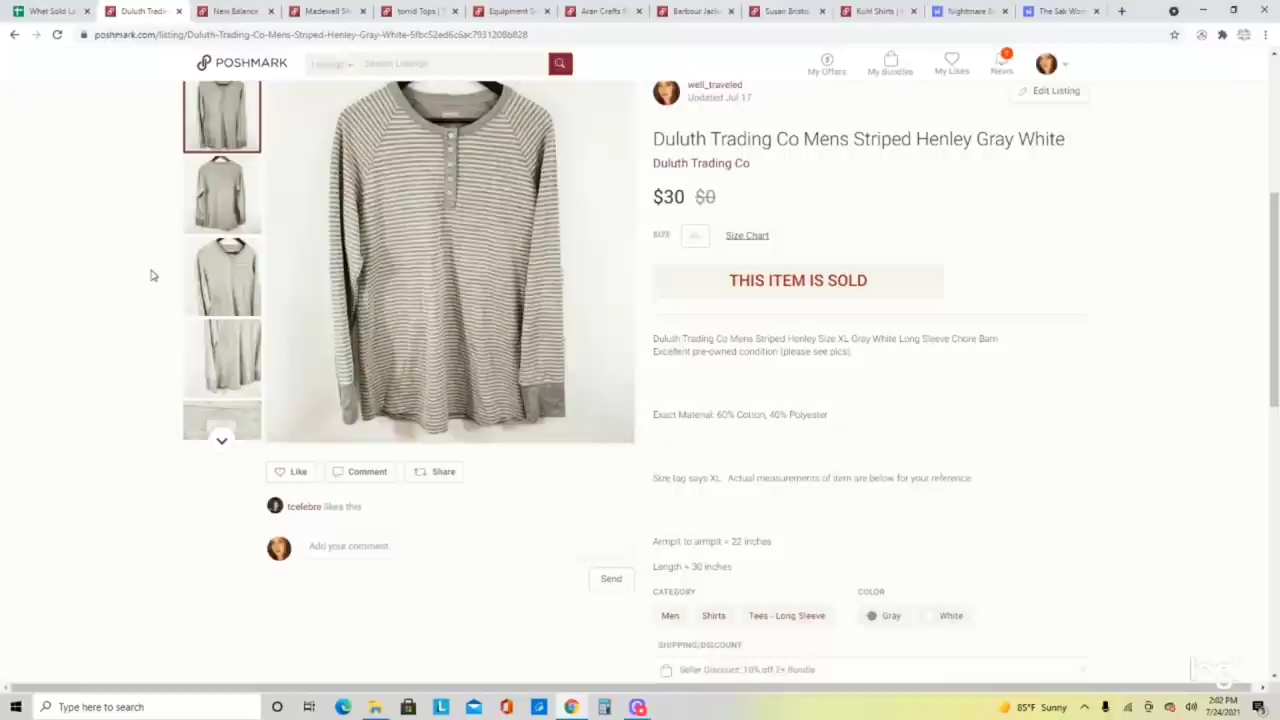 What Sold Li
Duluth Tradin
New Balance
Madewell Sh
torrid Tops |
Equipment S
Aran Crafts
Barbour Jack
Susan Bristol
Kuhl Shirts |
Nightmare B
The Sak Wom
poshmark.com/listing/Duluth-Trading-Co-Mens-Striped-Henley-Gray-White-5fbc52ed6c6ac7931208b828
POSHMARK
Search Listings
My Offers
My Bundles
My Likes
News
well_traveled
Updated Jul 17
Edit Listing
Duluth Trading Co Mens Striped Henley Gray White
Duluth Trading Co
$30 $0
SIZE
XL
Size Chart
THIS ITEM IS SOLD
Duluth Trading Co Mens Striped Henley Size XL Gray White Long Sleeve Chore Barn
Excellent pre-owned condition (please see pics).
Exact Material: 60% Cotton, 40% Polyester
Size tag says XL. Actual measurements of item are below for your reference
Armpit to armpit = 22 inches
Length = 30 inches
Like
Comment
Share
tcelebre likes this
Add your comment.
Send
CATEGORY
COLOR
Men
Shirts
Tees - Long Sleeve
Gray
White
SHIPPING/DISCOUNT
Seller Discount: 10% off 2+ Bundle
Type here to search
85°F Sunny
2:02 PM
7/24/2021